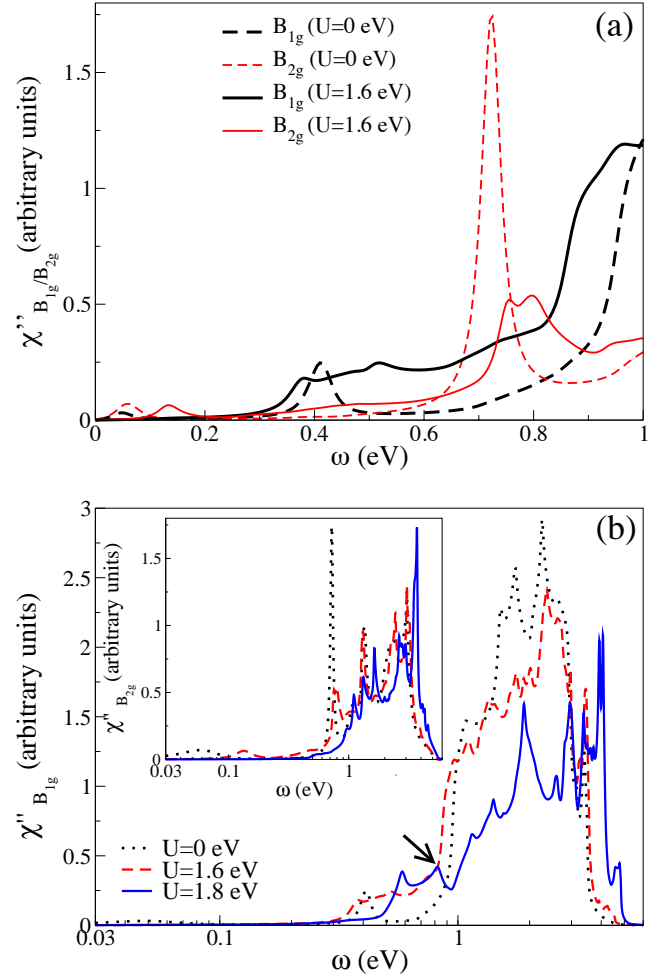 (a)
B1g (U=0 eV)
B2g (U=0 eV)
B1g (U=1.6 eV)
B2g (U=1.6 eV)
χ’’ B1g/B2g (arbitrary units)
1.5
1
0.5
0
0 0.2 0.4 0.6 0.8 1
ω (eV)
(b)
χ" B1g (arbitrary units)
3
2.5
2
1.5
1
0.5
0
χ" B2g (arbitrary units)
1.5
1
0.5
0
0.03 0.1 1
ω (eV)
U=0 eV
U=1.6 eV
U=1.8 eV
0.03 0.1 1
ω (eV)